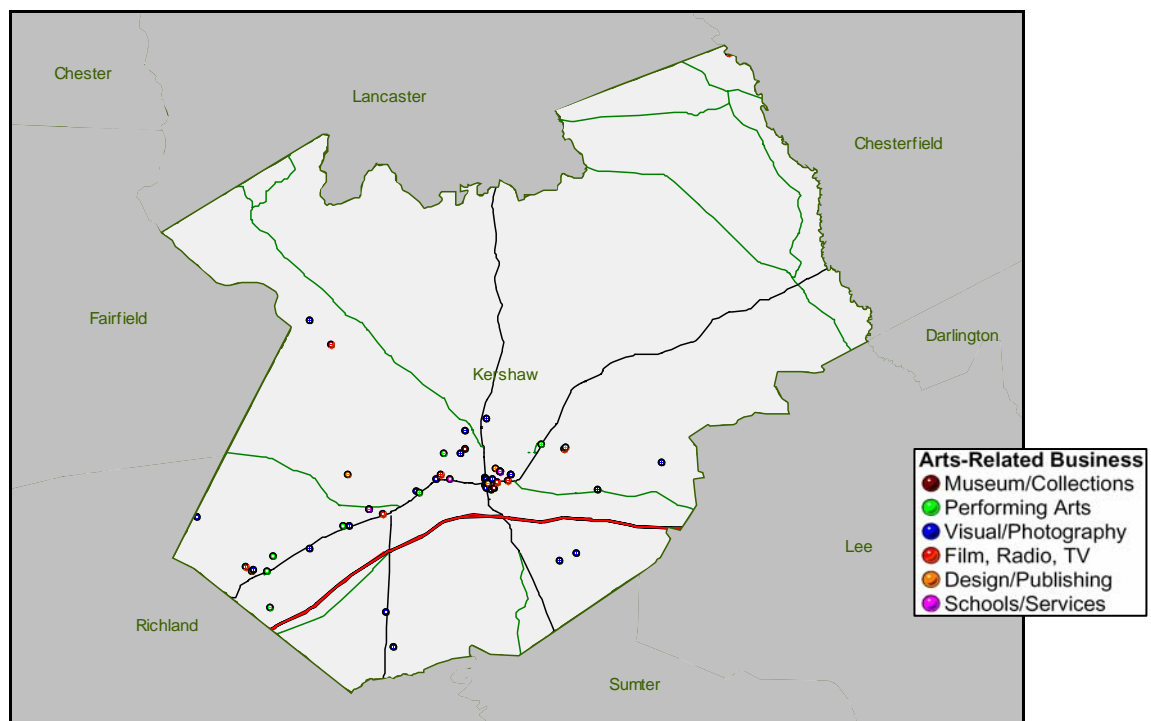 Chester
Lancaster
Chesterfield
Fairfield
Darlington
Kershaw
Arts-Related Business
Museum/Collections
Performing Arts
Visual/Photography
Film, Radio, TV
Design/Publishing
Schools/Services
Lee
Richland
Sumter